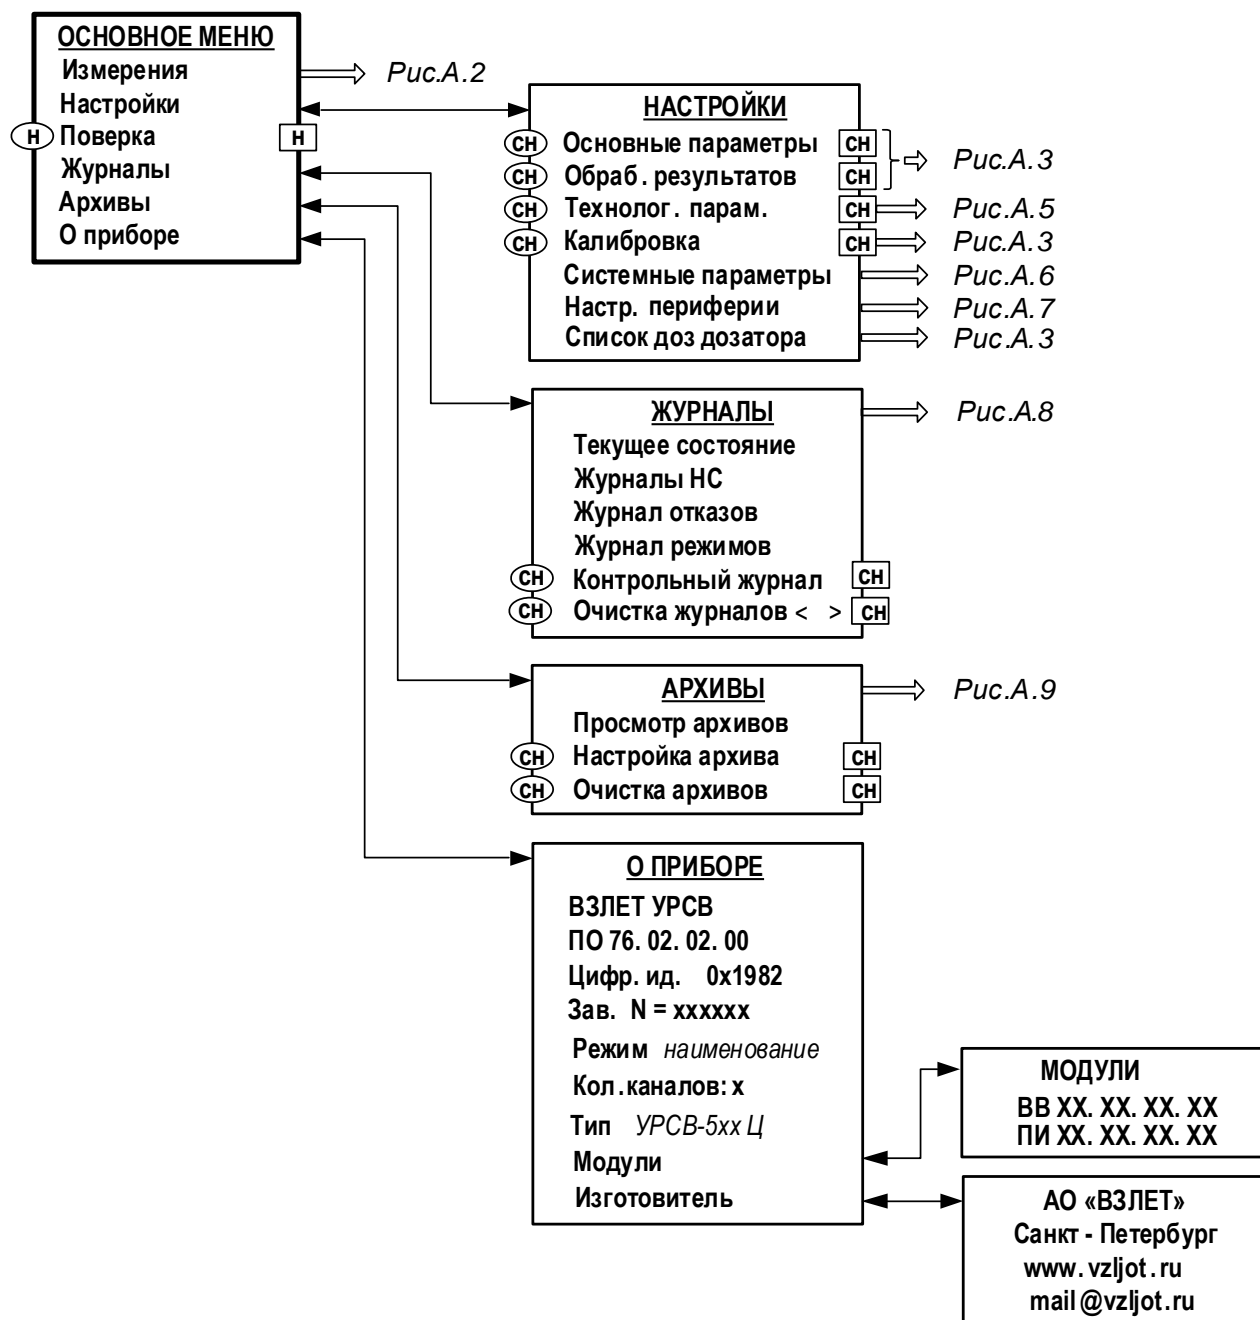 ОСНОВНОЕ МЕНЮ
Измерения
Рис.А.2
Настройки
Н Поверка Н
Журналы
Архивы
О приборе
НАСТРОЙКИ
СН Основные параметры СН
СН Обраб. результатов СН
Рис.А.3
СН Технолог. парам. СН Рис.А.5
СН Калибровка СН Рис.А.3
Системные параметры Рис.А.6
Настр. периферии Рис.А.7
Список доз дозатора Рис.А.3
ЖУРНАЛЫ Рис.А.8
Текущее состояние
Журналы НС
Журнал отказов
Журнал режимов
СН Контрольный журнал СН
СН Очистка журналов < > СН
АРХИВЫ Рис.А.9
Просмотр архивов
СН Настройка архива СН
СН Очистка архивов СН
О ПРИБОРЕ
ВЗЛЕТ УРСВ
ПО 76. 02. 02. 00
Цифр. ид. 0x1982
Зав. N = xxxxxx
Режим наименование
Кол.каналов: x
Тип УРСВ-5xx Ц
Модули
Изготовитель
МОДУЛИ
ВВ XX. XX. XX. XX
ПИ XX. XX. XX. XX
АО «ВЗЛЕТ»
Санкт - Петербург
www.vzljot.ru
mail@vzljot.ru